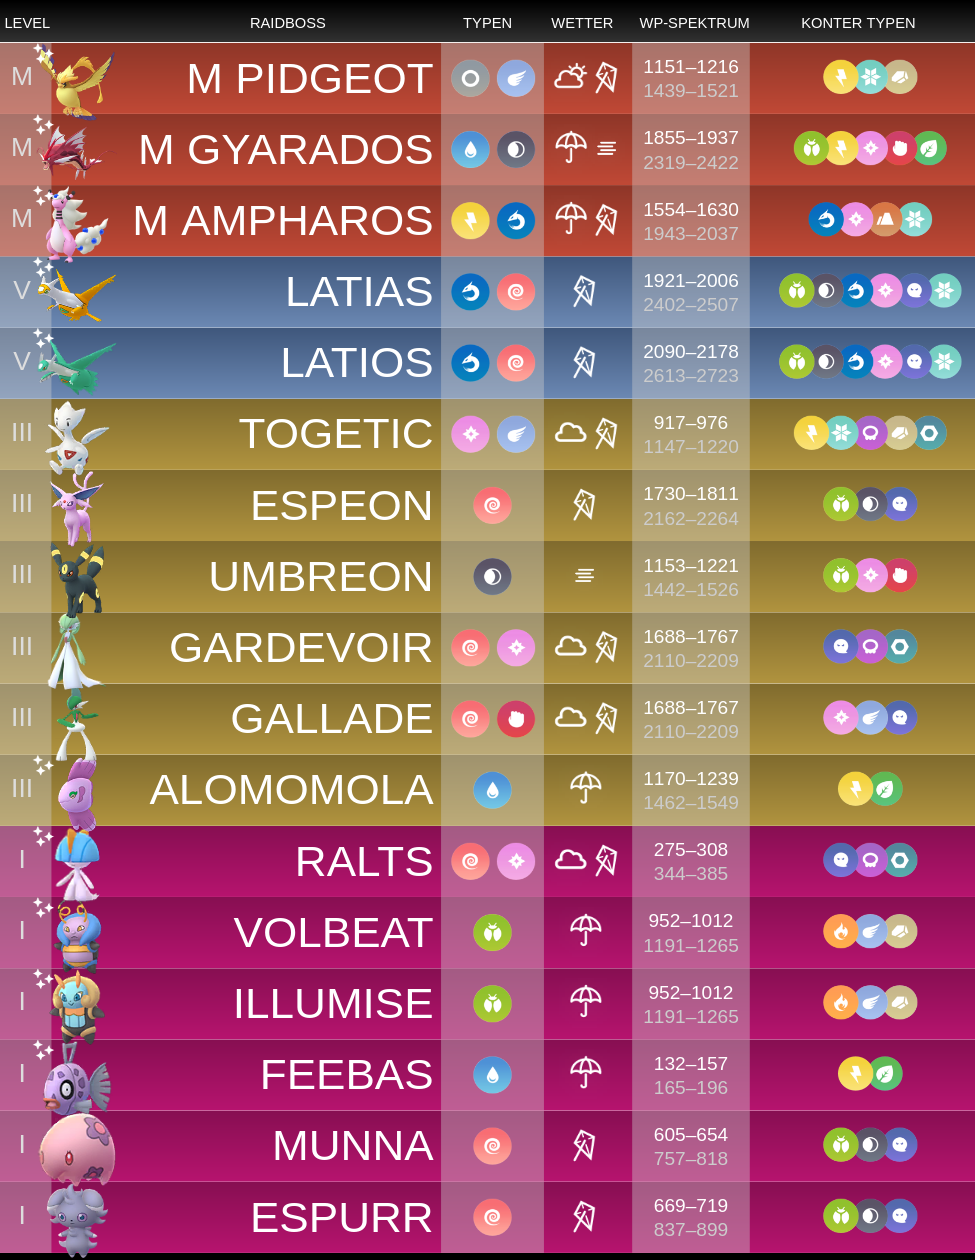 LEVEL RAIDBOSS TYPEN WETTER WP-SPEKTRUM KONTER TYPEN
M M PIDGEOT 1151–1216
1439–1521
M M GYARADOS 1855–1937
2319–2422
M M AMPHAROS 1554–1630
1943–2037
V LATIAS 1921–2006
2402–2507
V LATIOS 2090–2178
2613–2723
III TOGETIC 917–976
1147–1220
III ESPEON 1730–1811
2162–2264
III UMBREON 1153–1221
1442–1526
III GARDEVOIR 1688–1767
2110–2209
III GALLADE 1688–1767
2110–2209
III ALOMOMOLA 1170–1239
1462–1549
I RALTS 275–308
344–385
I VOLBEAT 952–1012
1191–1265
I ILLUMISE 952–1012
1191–1265
I FEEBAS 132–157
165–196
I MUNNA 605–654
757–818
I ESPURR 669–719
837–899